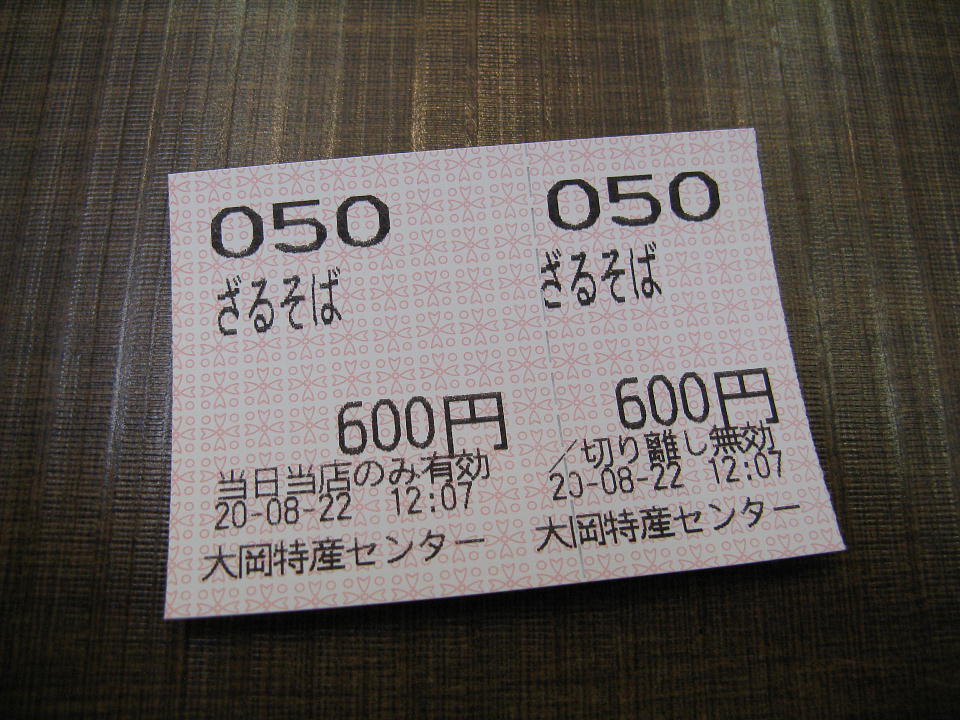 050
ざるそば
600円
当日当店のみ有効
20-08-22 12:07
大岡特産センター
050
ざるそば
600円
／切り離し無効
20-08-22 12:07
大岡特産センター